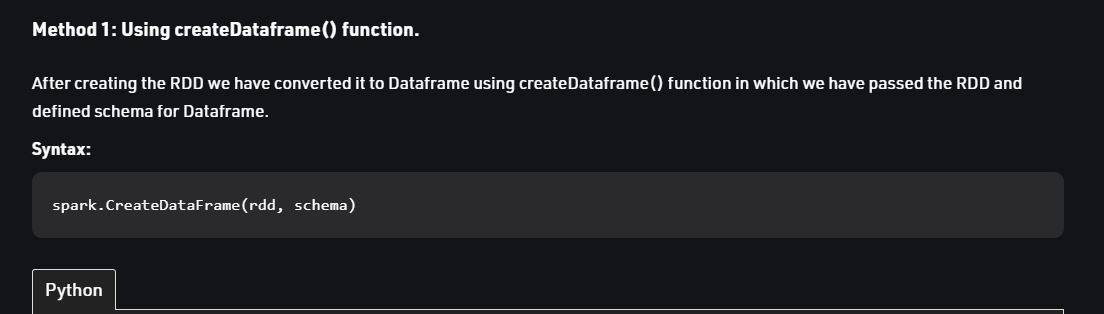 Method 1: Using createDataframe() function.
After creating the RDD we have converted it to Dataframe using createDataframe() function in which we have passed the RDD and
defined schema for Dataframe.
Syntax:
spark.CreateDataFrame(rdd, schema)
Python